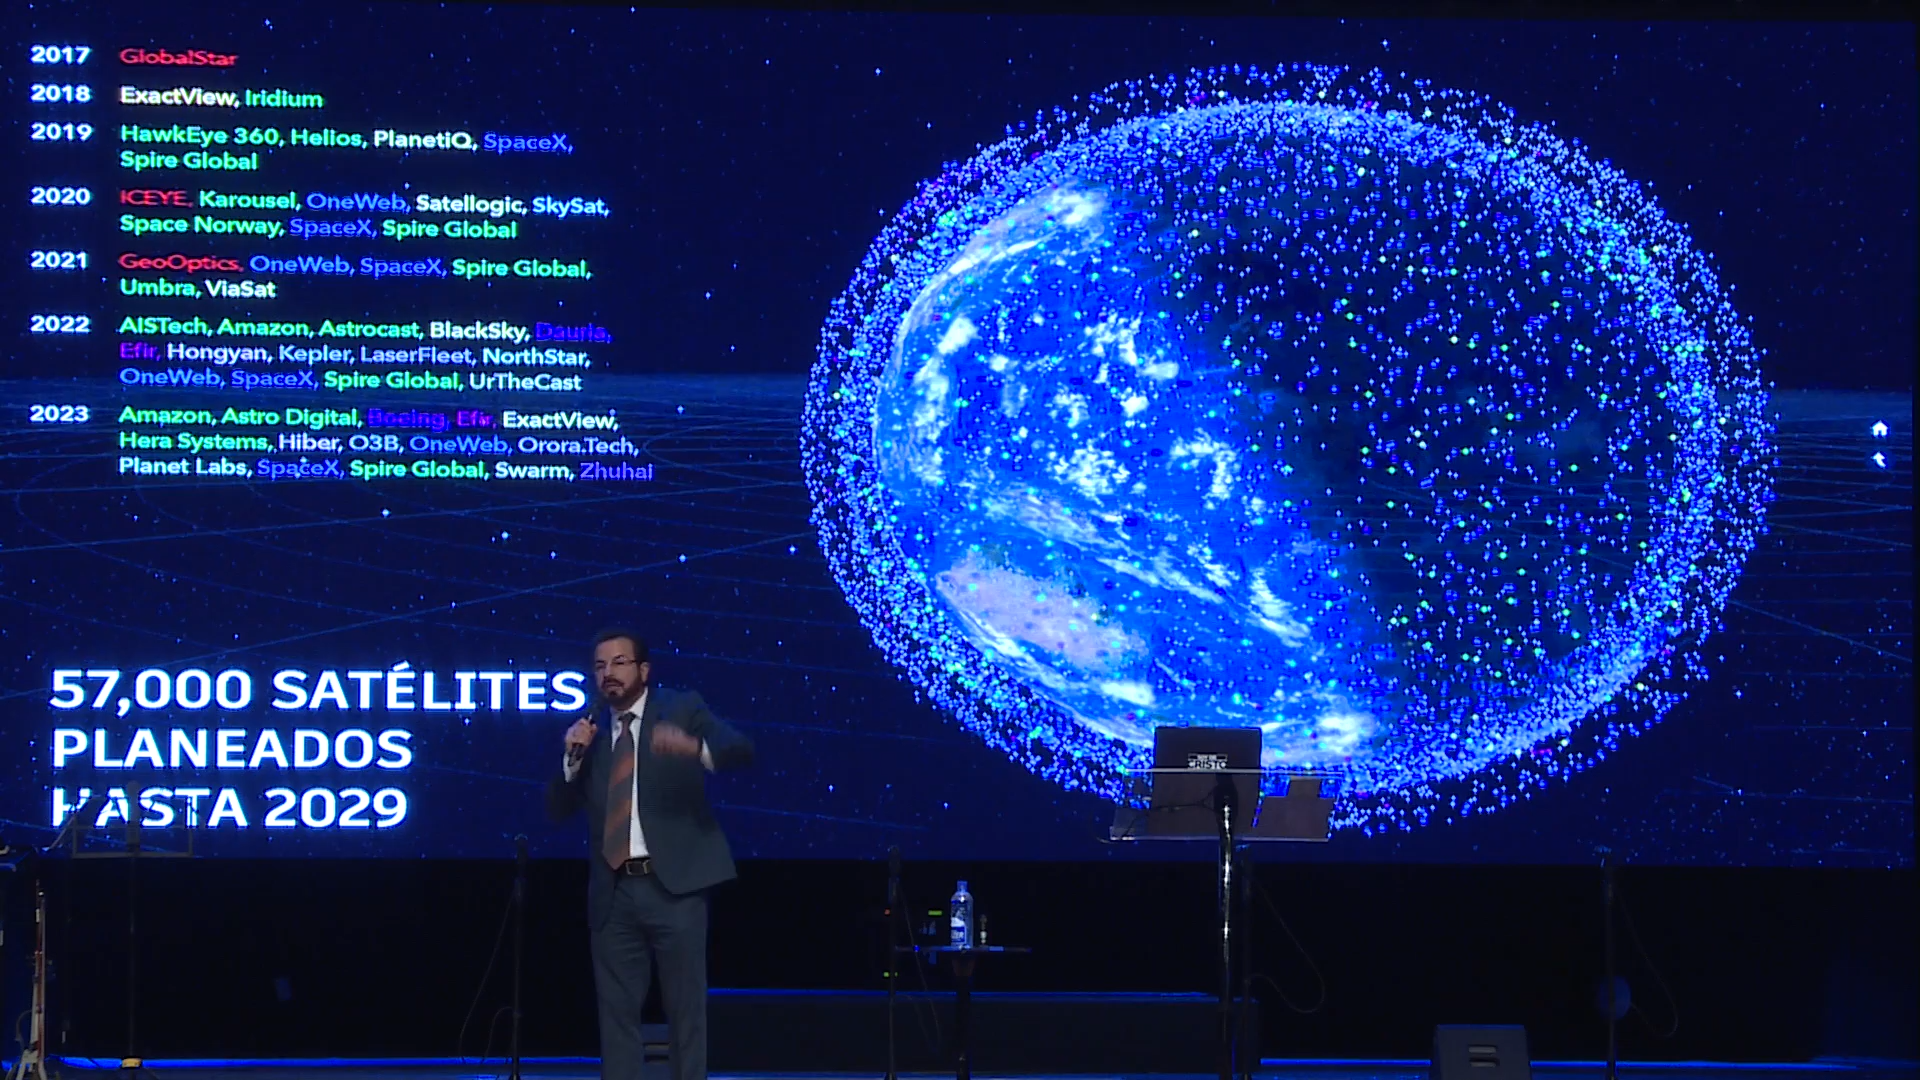 2017 GlobalStar
2018 ExactView, Iridium
2019 HawkEye 360, Helios, PlanetiQ, SpaceX,
Spire Global
2020 ICEYE, Karousel, OneWeb, Satellogic, SkySat,
Space Norway, SpaceX, Spire Global
2021 GeoOptics, OneWeb, SpaceX, Spire Global,
Umbra, ViaSat
2022 AISTech, Amazon, Astrocast, BlackSky, Dauria,
Efir, Hongyan, Kepler, LaserFleet, NorthStar,
OneWeb, SpaceX, Spire Global, UrTheCast
2023 Amazon, Astro Digital, Boeing, Efir, ExactView,
Hera Systems, Hiber, O3B, OneWeb, Orora.Tech,
Planet Labs, SpaceX, Spire Global, Swarm, Zhuhai
57,000 SATÉLITES
PLANEADOS
HASTA 2029
CRISTO